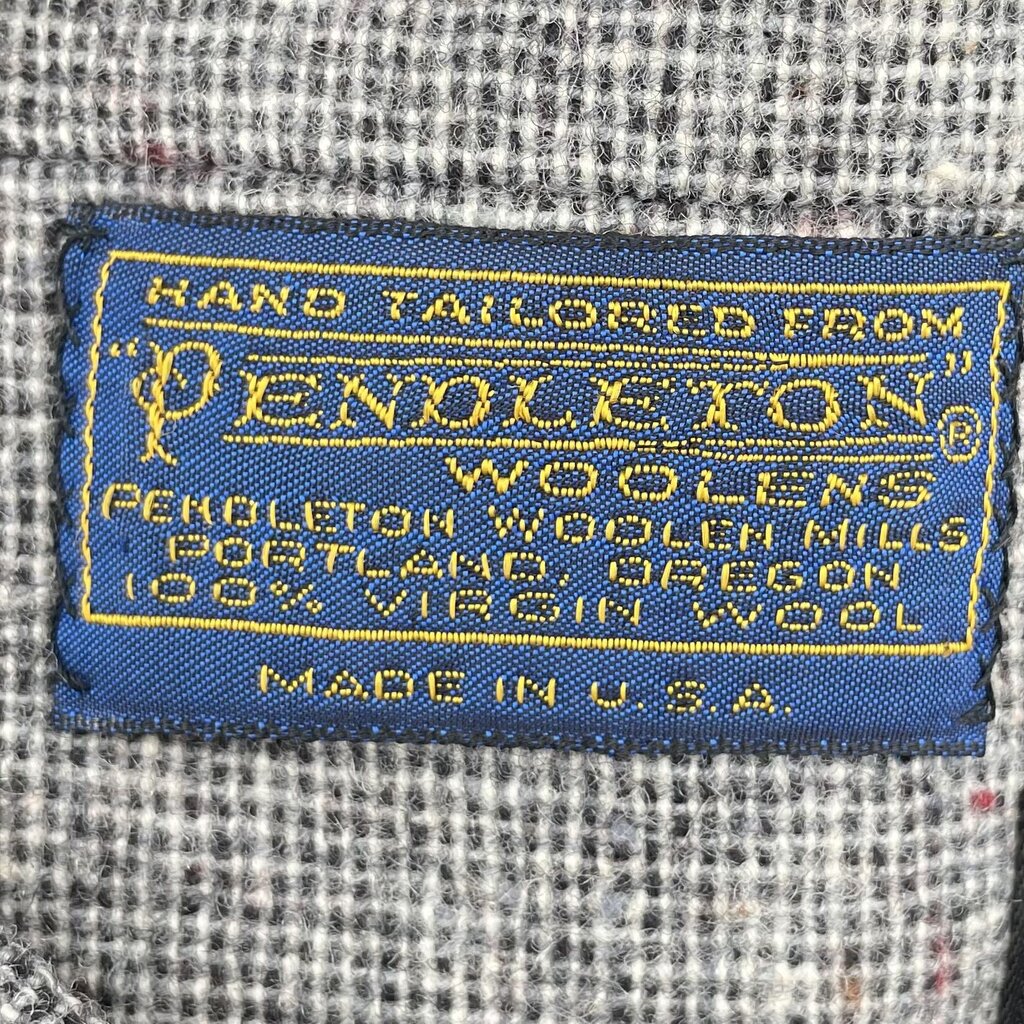 HAND TAILORED FROM
"PENDLETON"®
WOOLENS
PENDLETON WOOLEN MILLS
PORTLAND, OREGON
100% VIRGIN WOOL
MADE IN U.S.A.